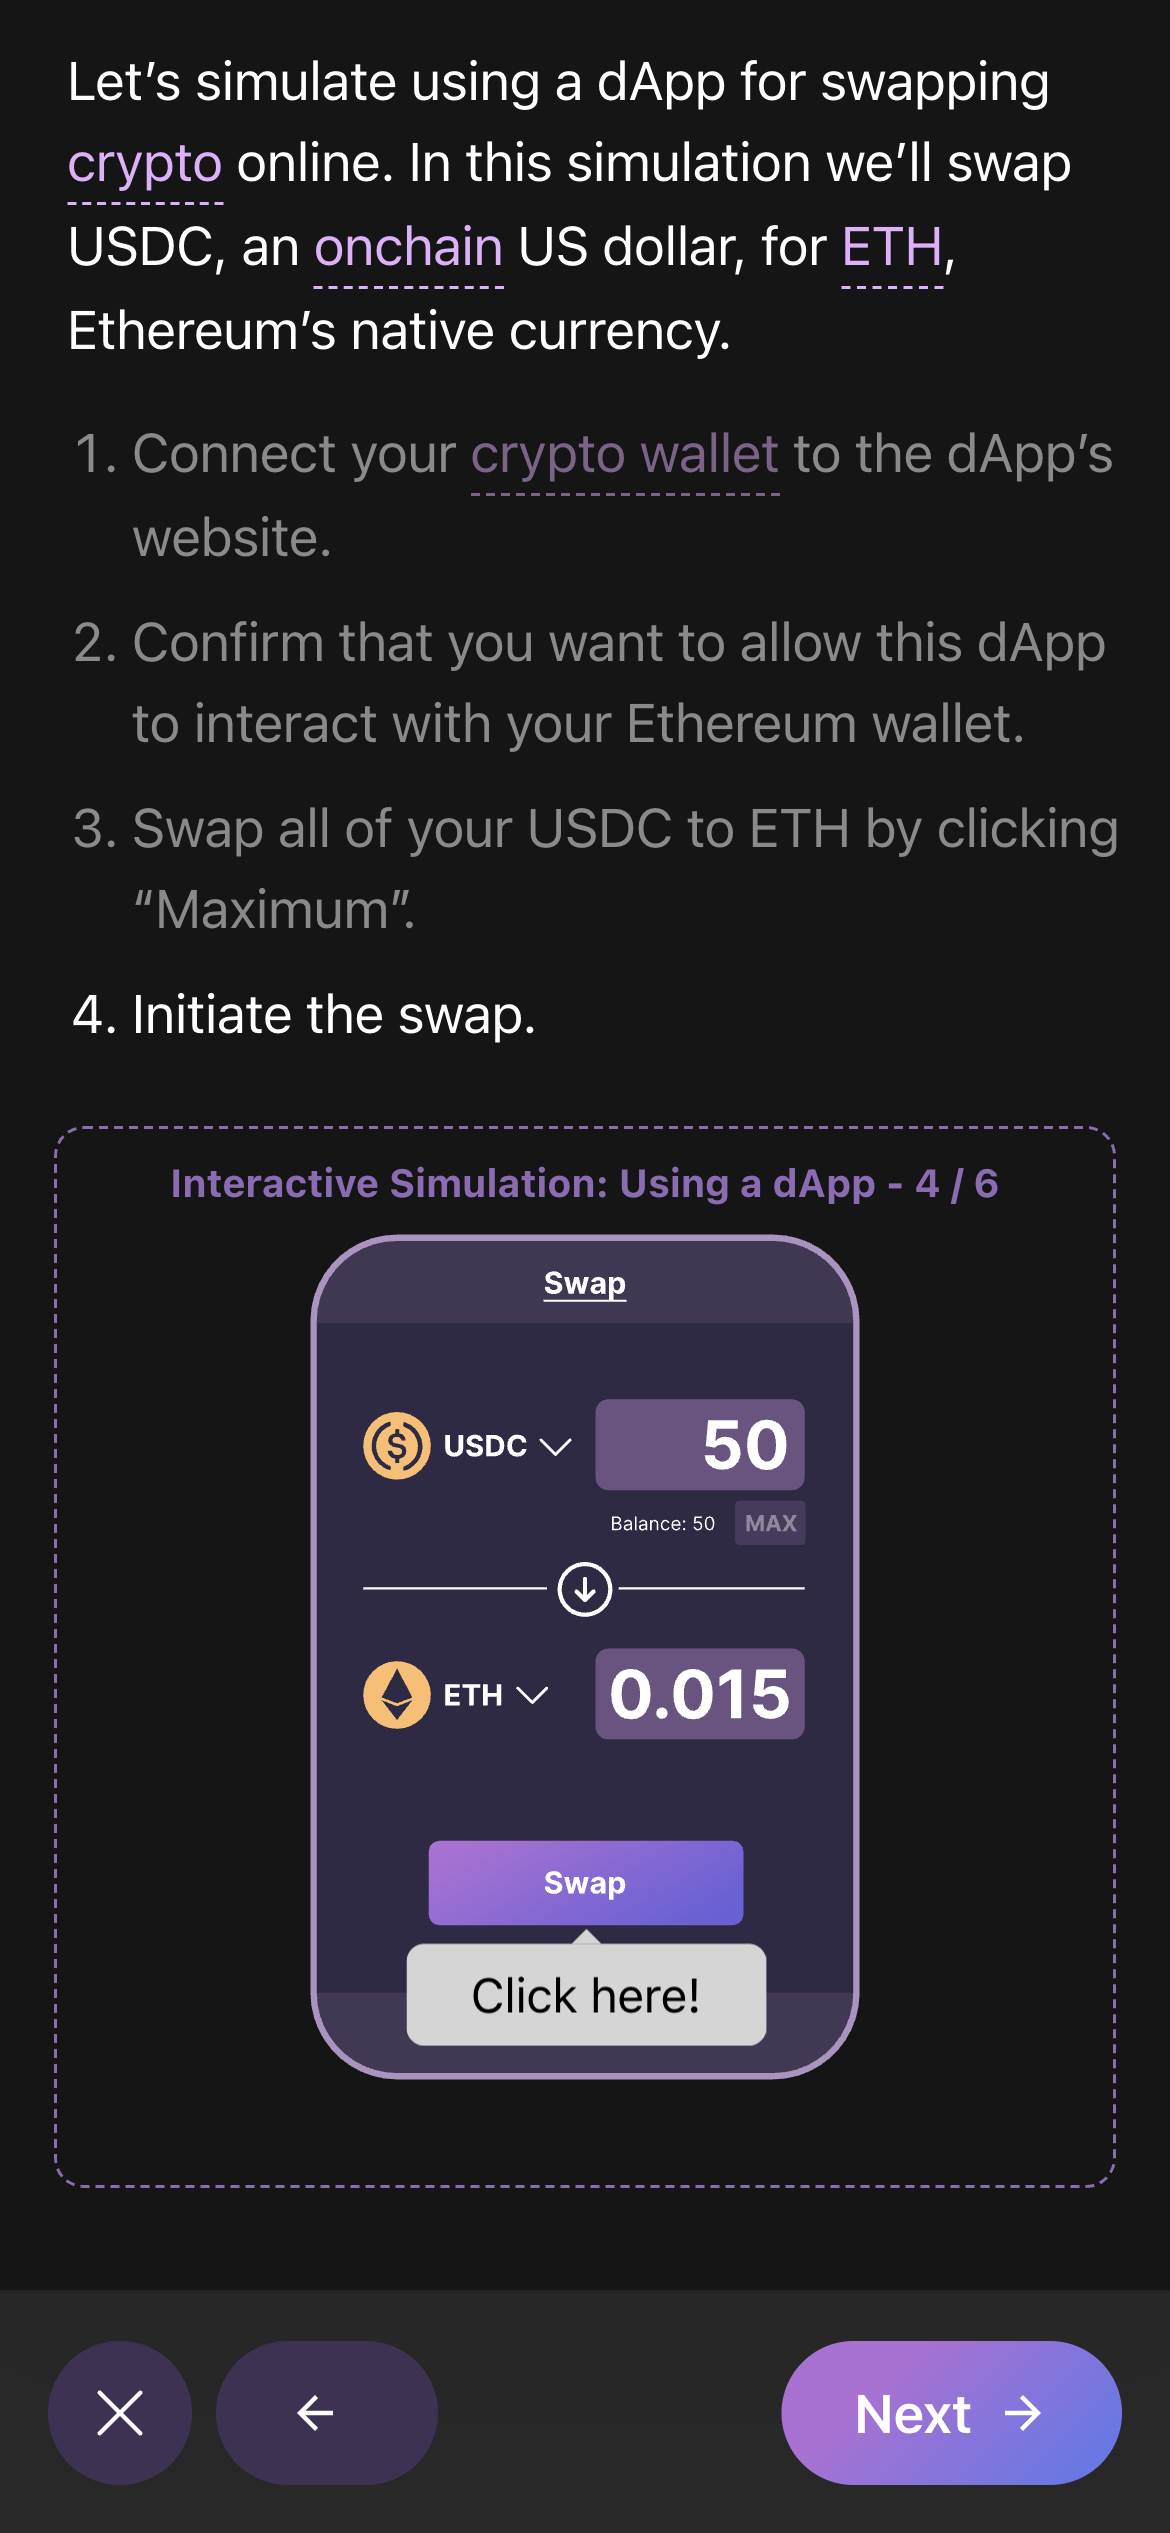 Let’s simulate using a dApp for swapping
crypto online. In this simulation we’ll swap
USDC, an onchain US dollar, for ETH,
Ethereum’s native currency.
1. Connect your crypto wallet to the dApp’s
website.
2. Confirm that you want to allow this dApp
to interact with your Ethereum wallet.
3. Swap all of your USDC to ETH by clicking
“Maximum”.
4. Initiate the swap.
Interactive Simulation: Using a dApp - 4 / 6
Swap
USDC 50
Balance: 50 MAX
ETH 0.015
Swap
Click here!
Next